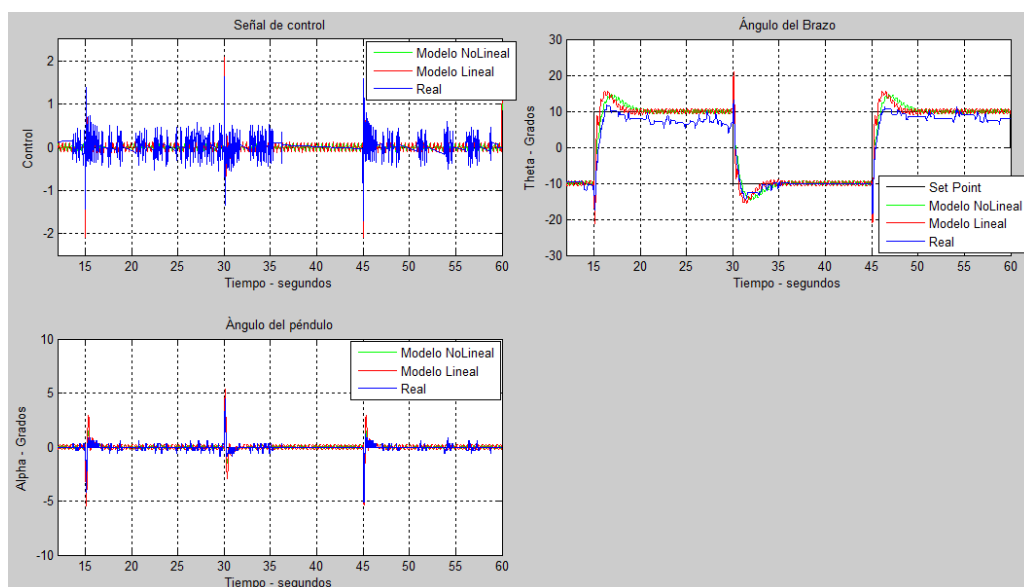 Señal de control
2
1
0
-1
-2
Control
Modelo NoLineal
Modelo Lineal
Real
15 20 25 30 35 40 45 50 55 60
Tiempo - segundos
Ángulo del Brazo
30
20
10
0
-10
-20
-30
Theta - Grados
Set Point
Modelo NoLineal
Modelo Lineal
Real
15 20 25 30 35 40 45 50 55 60
Tiempo - segundos
Àngulo del péndulo
10
5
0
-5
-10
Alpha - Grados
Modelo NoLineal
Modelo Lineal
Real
15 20 25 30 35 40 45 50 55 60
Tiempo - segundos